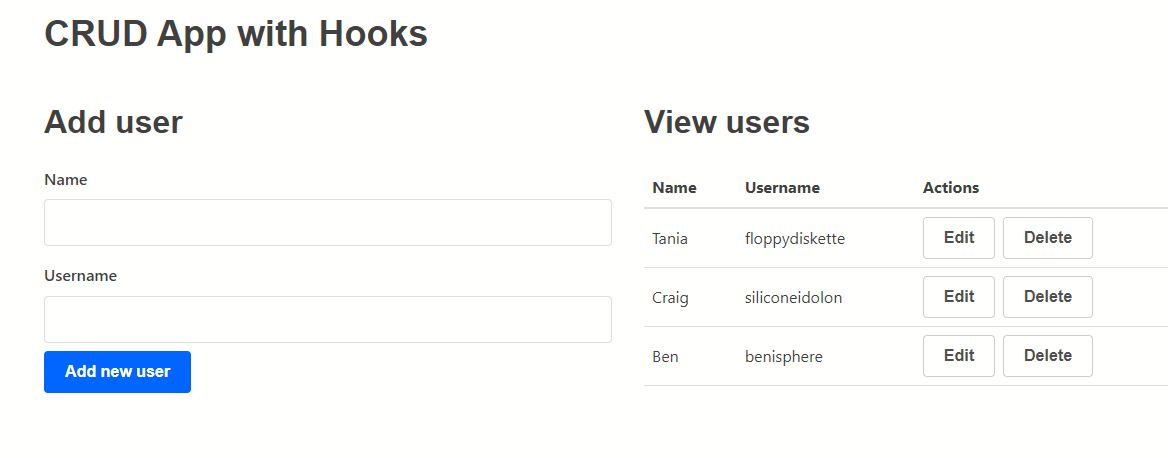 CRUD App with Hooks
Add user
Name
Username
Add new user
View users
Name Username Actions
Tania floppydiskette Edit Delete
Craig siliconeidolon Edit Delete
Ben benisphere Edit Delete